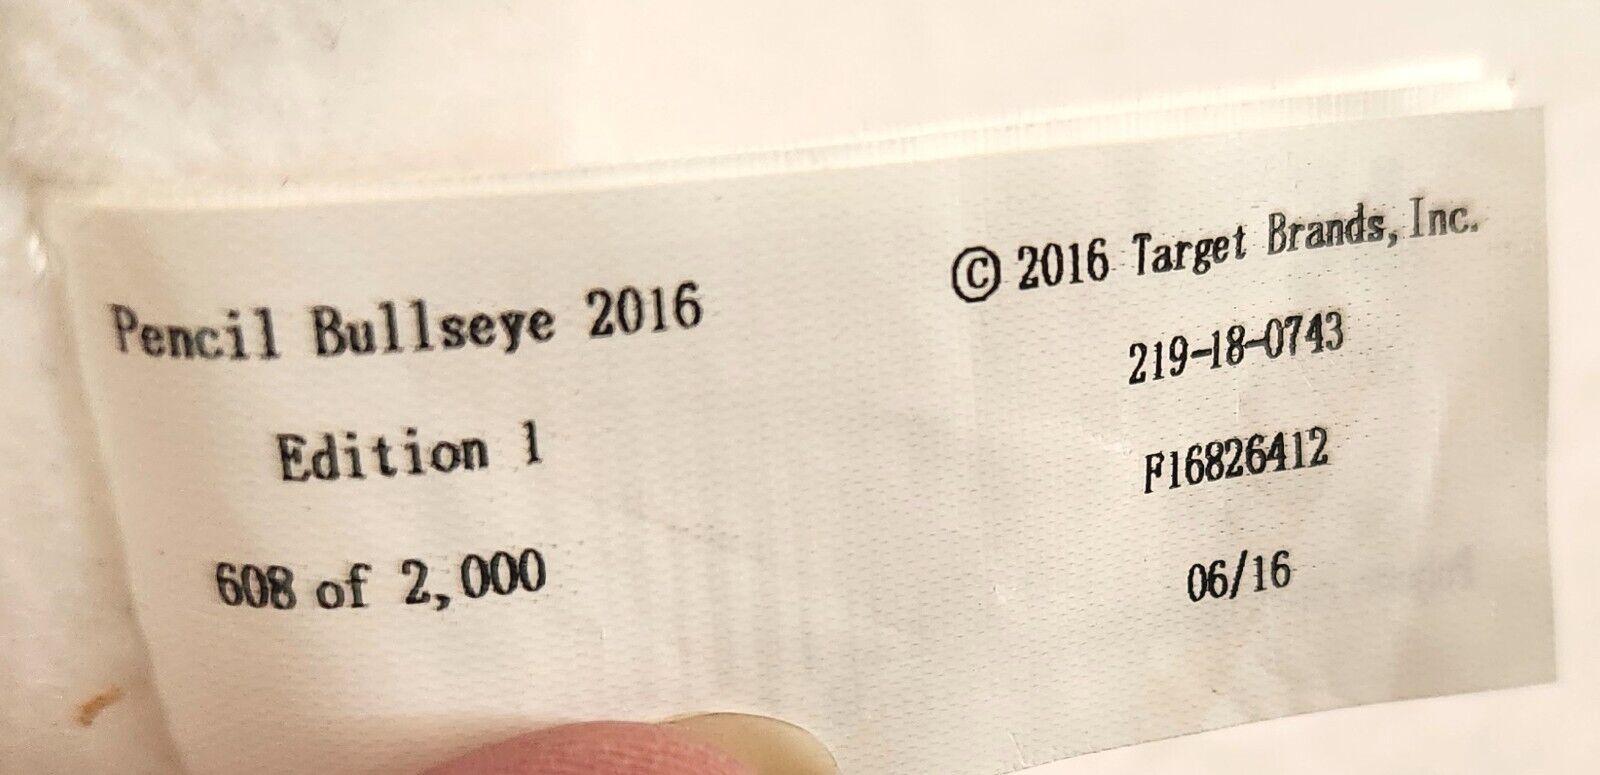 Pencil Bullseye 2016
Edition 1
608 of 2,000
© 2016 Target Brands, Inc.
219-18-0743
F16826412
06/16